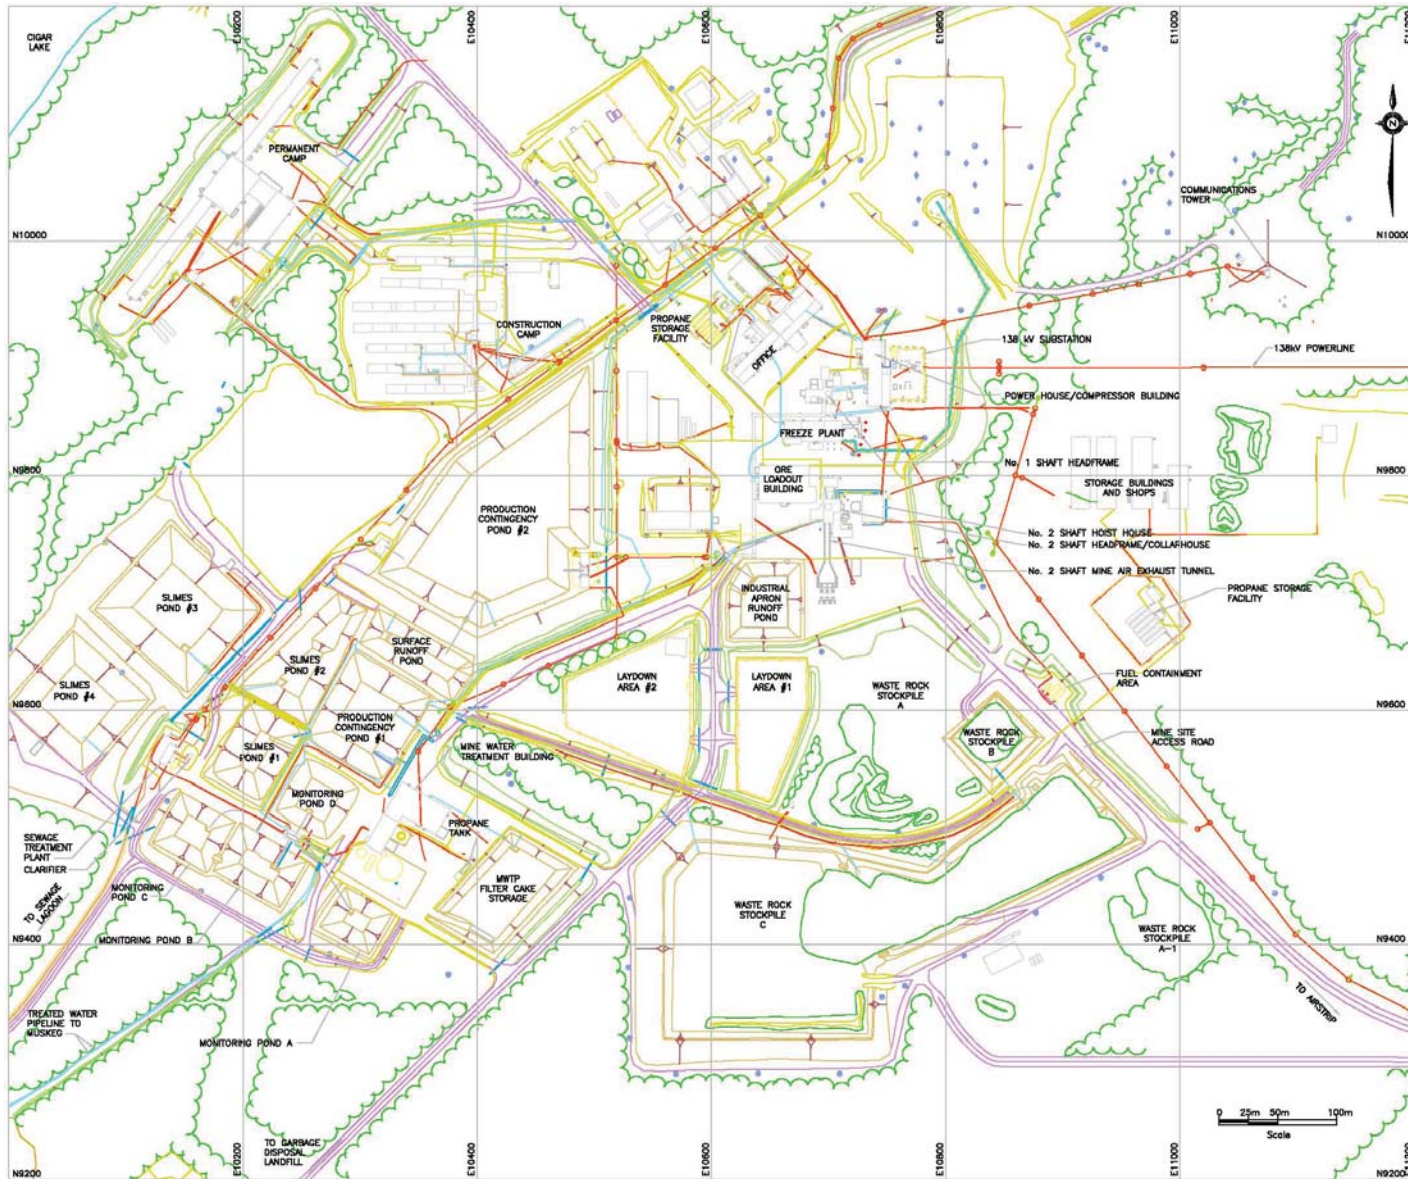 CIGAR
LAKE
E10200
E10400
E10600
E10800
E11000
E11200
N
PERMANENT
CAMP
COMMUNICATIONS
TOWER
N10000
N10000
CONSTRUCTION
CAMP
PROPANE
STORAGE
FACILITY
OFFICE
138 kV SUBSTATION
138kV POWERLINE
POWER HOUSE/COMPRESSOR BUILDING
FREEZE PLANT
No. 1 SHAFT HEADFRAME
N9800
N9800
ORE
LOADOUT
BUILDING
STORAGE BUILDINGS
AND SHOPS
PRODUCTION
CONTINGENCY
POND #2
No. 2 SHAFT HOIST HOUSE
No. 2 SHAFT HEADFRAME/COLLARHOUSE
No. 2 SHAFT MINE AIR EXHAUST TUNNEL
SLIMES
POND #3
INDUSTRIAL
APRON
RUNOFF
POND
PROPANE STORAGE
FACILITY
SURFACE
RUNOFF
POND
SLIMES
POND #2
SLIMES
POND #4
LAYDOWN
AREA #2
LAYDOWN
AREA #1
WASTE ROCK
STOCKPILE
A
FUEL CONTAINMENT
AREA
N9600
N9600
PRODUCTION
CONTINGENCY
POND #1
SLIMES
POND #1
MINE WATER
TREATMENT BUILDING
WASTE ROCK
STOCKPILE
B
MINE SITE
ACCESS ROAD
MONITORING
POND D
PROPANE
TANK
SEWAGE
TREATMENT
PLANT
CLARIFIER
MONITORING
POND C
MWTP
FILTER CAKE
STORAGE
TO SEWAGE
LAGOON
WASTE ROCK
STOCKPILE
C
WASTE ROCK
STOCKPILE
A-1
MONITORING POND B
N9400
N9400
TO AIRSTRIP
TREATED WATER
PIPELINE TO
MUSKEG
MONITORING POND A
0 25m 50m 100m
Scale
TO GARBAGE
DISPOSAL
LANDFILL
N9200
E10200
E10400
E10600
E10800
E11000
E11200
N9200